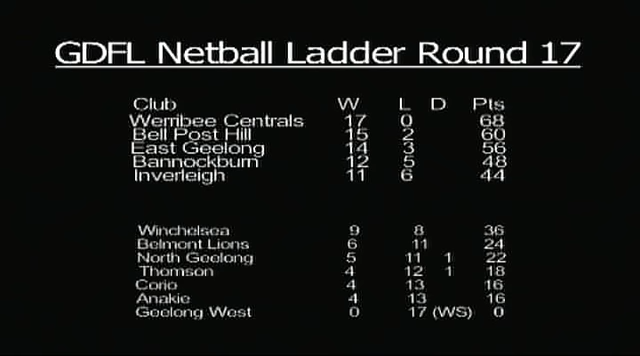 GDFL Netball Ladder Round 17
Club W L D Pts
Werribee Centrals 17 0 68
Bell Post Hill 15 2 60
East Geelong 14 3 56
Bannockburn 12 5 48
Inverleigh 11 6 44
Winchelsea 9 8 36
Belmont Lions 6 11 24
North Geelong 5 11 1 22
Thomson 4 12 1 18
Corio 4 13 16
Anakie 4 13 16
Geelong West 0 17 (WS) 0